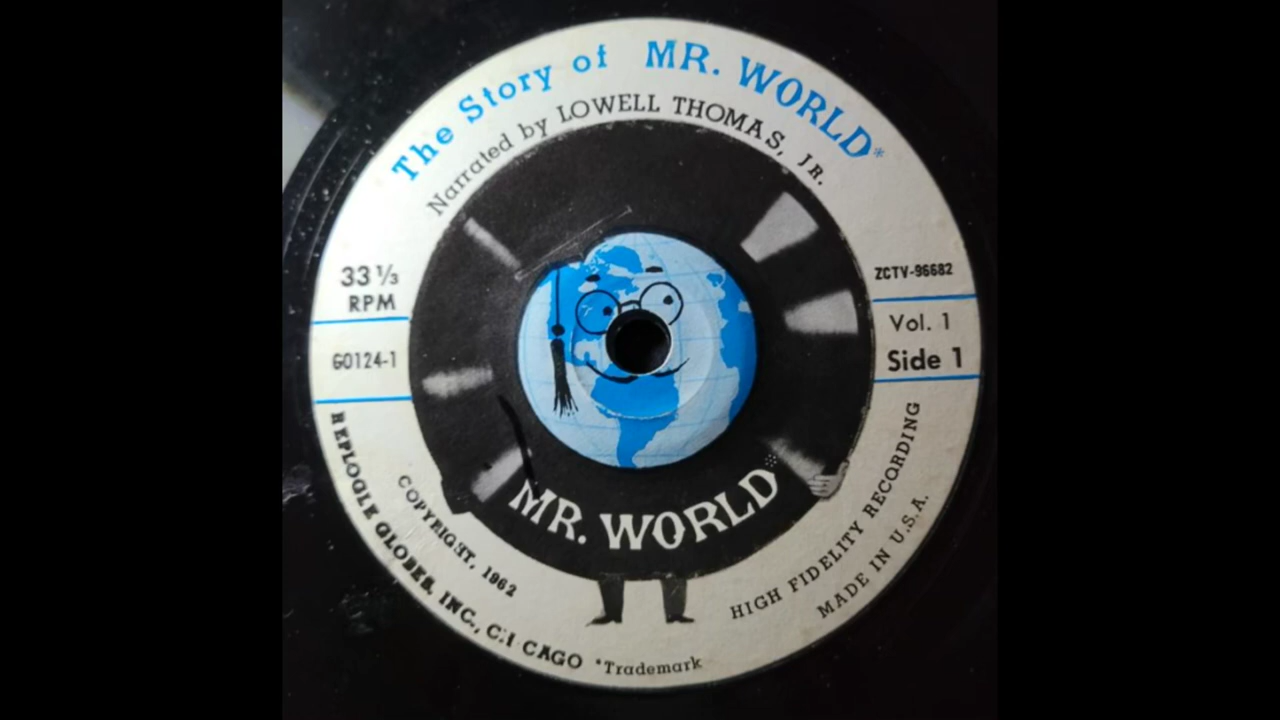 The Story of MR. WORLD*
Narrated by LOWELL THOMAS, JR.
33 ⅓
RPM
G0124-1
ZCTV-96682
Vol. 1
Side 1
MR. WORLD*
REPLOGLE GLOBES, INC., CHICAGO *Trademark
COPYRIGHT, 1962
HIGH FIDELITY RECORDING
MADE IN U.S.A.